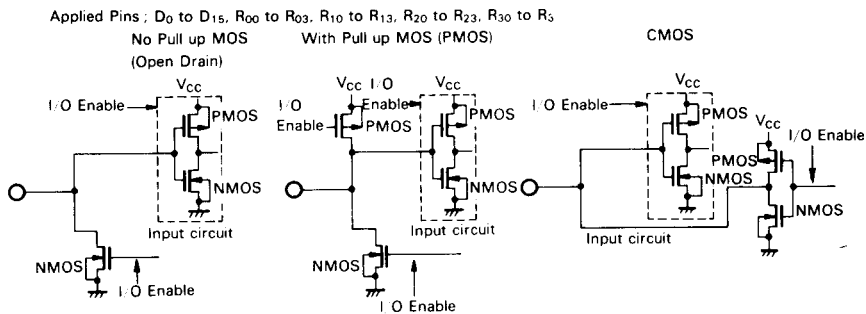 Applied Pins ; D0 to D15, R00 to R03, R10 to R13, R20 to R23, R30 to R3
No Pull up MOS
(Open Drain)
With Pull up MOS (PMOS)
CMOS
VCC
I/O Enable
PMOS
NMOS
Input circuit
NMOS
I/O Enable
VCC
I/O
Enable
PMOS
I/O
Enable
VCC
PMOS
NMOS
Input circuit
NMOS
I/O Enable
VCC
I/O Enable
PMOS
NMOS
Input circuit
VCC
I/O Enable
PMOS
NMOS